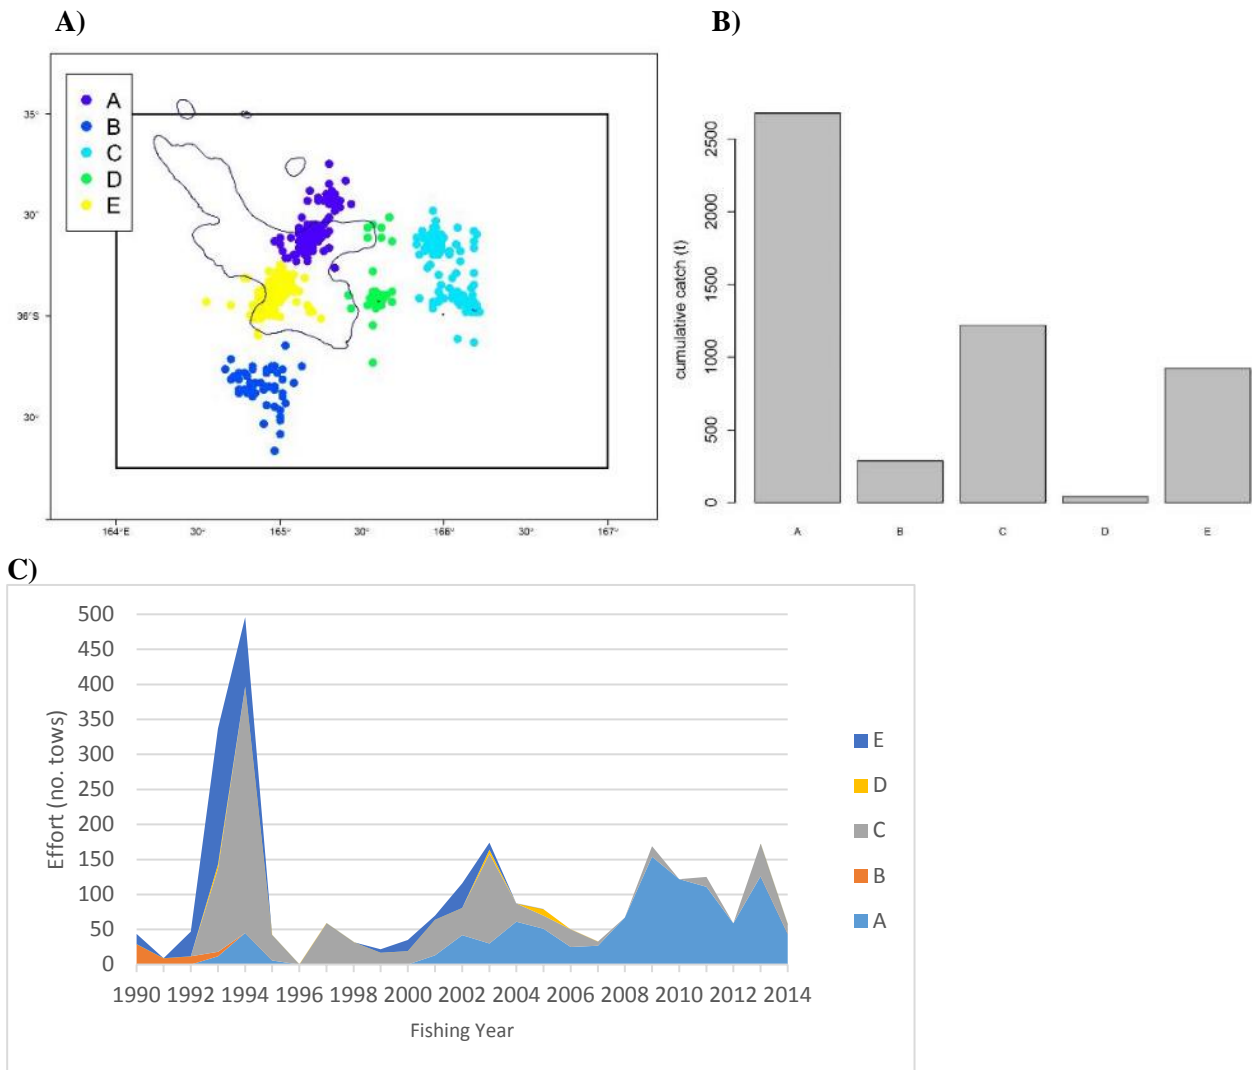 A)
B)
A
B
C
D
E
35°
30'
36°S
30'
164°E
30'
165°
30'
166°
30'
167°
cumulative catch (t)
2500
2000
1500
1000
500
0
A
B
C
D
E
C)
500
450
400
350
300
250
200
150
100
50
0
Effort (no. tows)
1990 1992 1994 1996 1998 2000 2002 2004 2006 2008 2010 2012 2014
Fishing Year
E
D
C
B
A